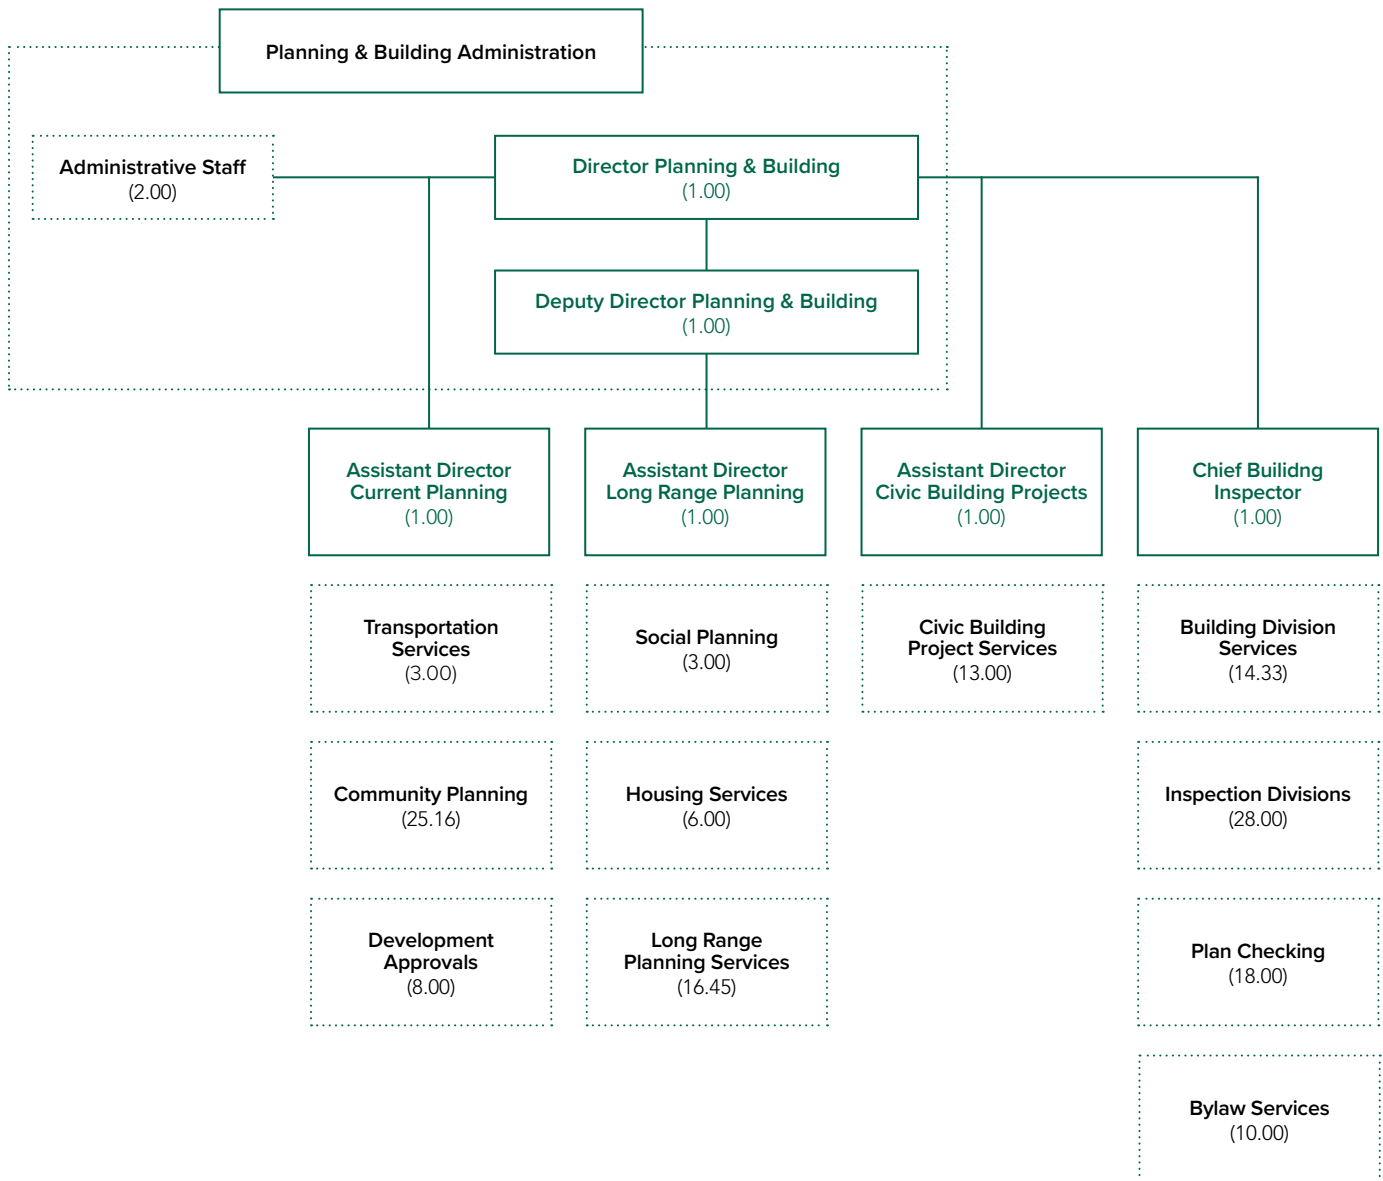 Planning & Building Administration
Administrative Staff
(2.00)
Director Planning & Building
(1.00)
Deputy Director Planning & Building
(1.00)
Assistant Director
Current Planning
(1.00)
Assistant Director
Long Range Planning
(1.00)
Assistant Director
Civic Building Projects
(1.00)
Chief Builidng
Inspector
(1.00)
Transportation
Services
(3.00)
Social Planning
(3.00)
Civic Building
Project Services
(13.00)
Building Division
Services
(14.33)
Community Planning
(25.16)
Housing Services
(6.00)
Inspection Divisions
(28.00)
Development
Approvals
(8.00)
Long Range
Planning Services
(16.45)
Plan Checking
(18.00)
Bylaw Services
(10.00)